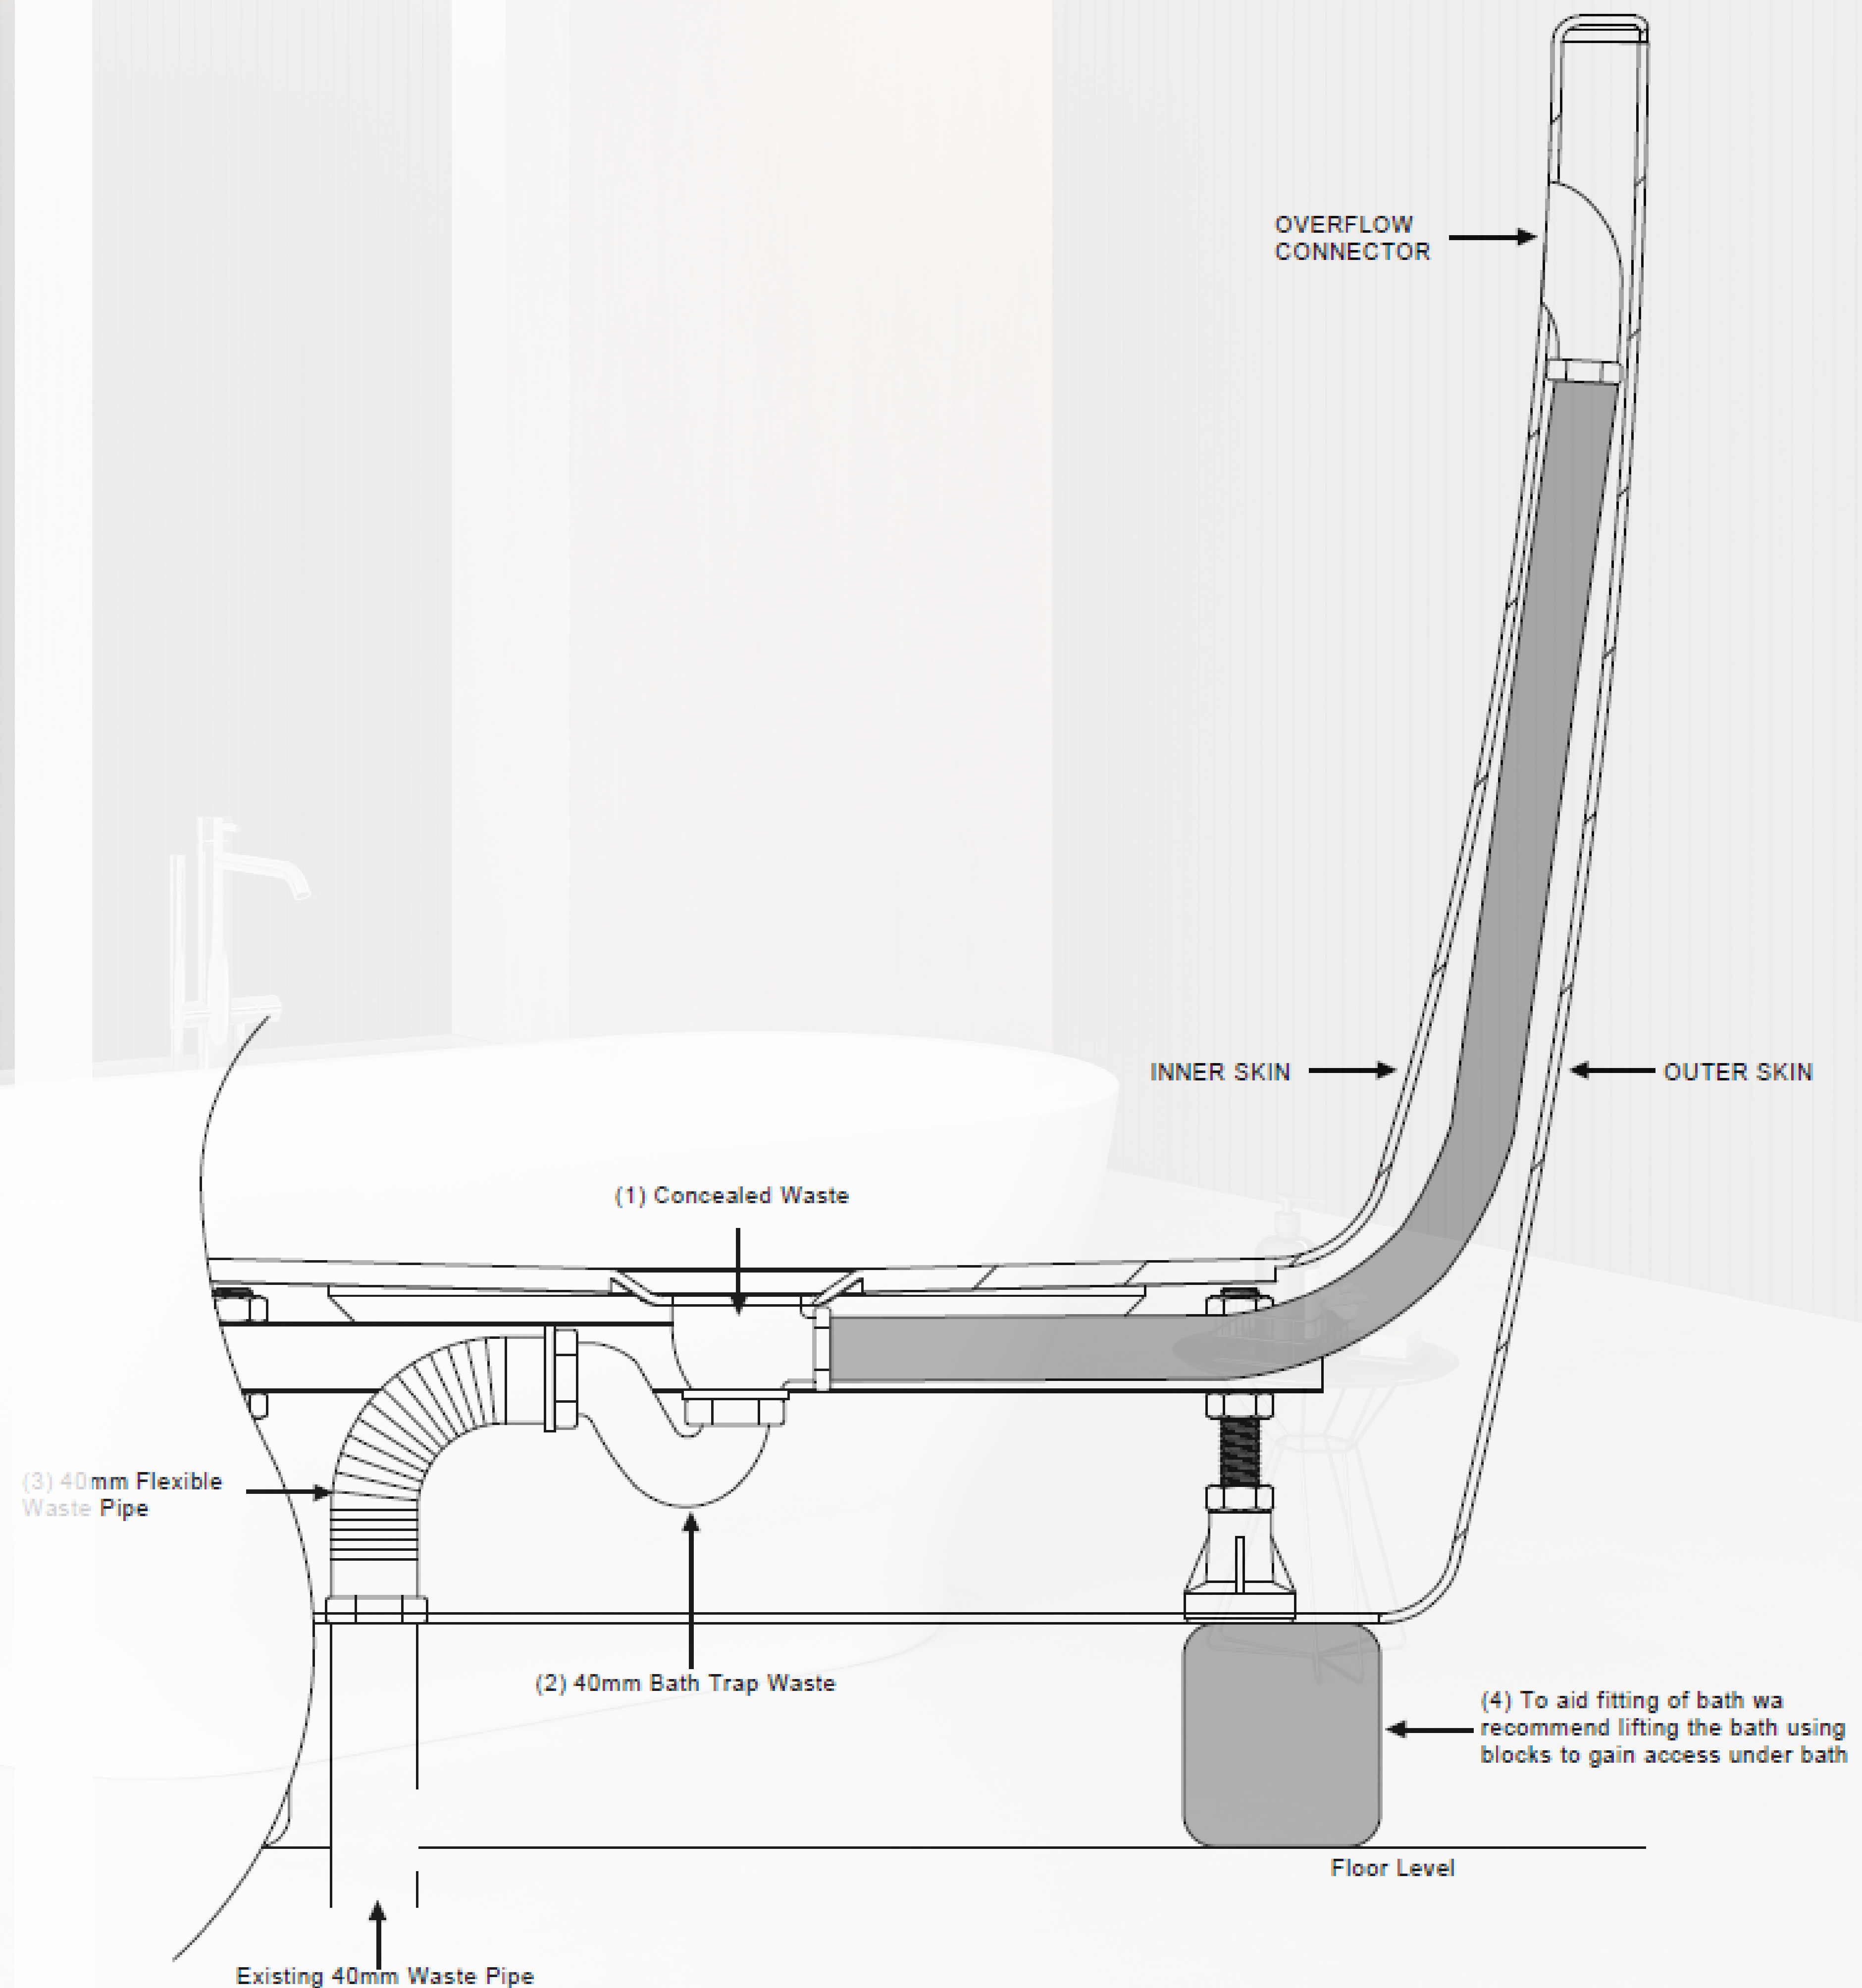 OVERFLOW
CONNECTOR
INNER SKIN
OUTER SKIN
(1) Concealed Waste
(3) 40mm Flexible
Waste Pipe
(2) 40mm Bath Trap Waste
(4) To aid fitting of bath wa
recommend lifting the bath using
blocks to gain access under bath
Floor Level
Existing 40mm Waste Pipe